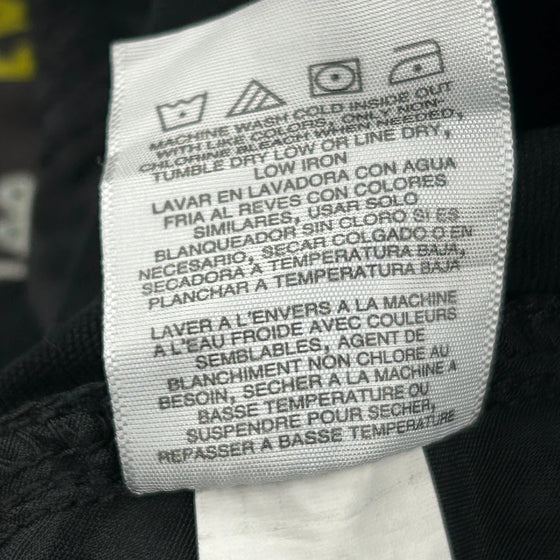 MACHINE WASH COLD INSIDE OUT
WITH LIKE COLORS, ONLY NON-
CHLORINE BLEACH WHEN NEEDED,
TUMBLE DRY LOW OR LINE DRY,
LOW IRON
LAVAR EN LAVADORA CON AGUA
FRIA AL REVES CON COLORES
SIMILARES, USAR SOLO
BLANQUEADOR SIN CLORO SI ES
NECESARIO, SECAR COLGADO O EN
SECADORA A TEMPERATURA BAJA,
PLANCHAR A TEMPERATURA BAJA
LAVER A L'ENVERS A LA MACHINE
A L'EAU FROIDE AVEC COULEURS
SEMBLABLES, AGENT DE
BLANCHIMENT NON CHLORE AU
BESOIN, SECHER A LA MACHINE A
BASSE TEMPERATURE OU
SUSPENDRE POUR SECHER,
REPASSER A BASSE TEMPERATURE